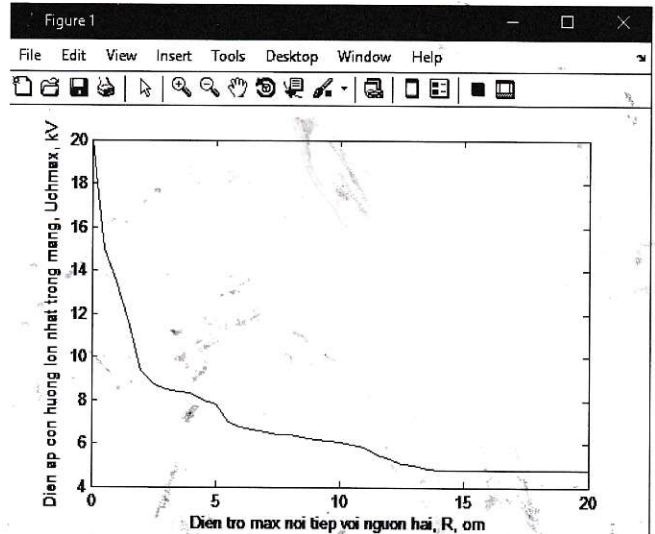 Figure 1
File Edit View Insert Tools Desktop Window Help
Dien ap con huong lon nhat trong mang, Uchmax, kV
20
18
16
14
12
10
8
6
4
0 5 10 15 20
Dien tro max noi tiep voi nguon hai, R, om